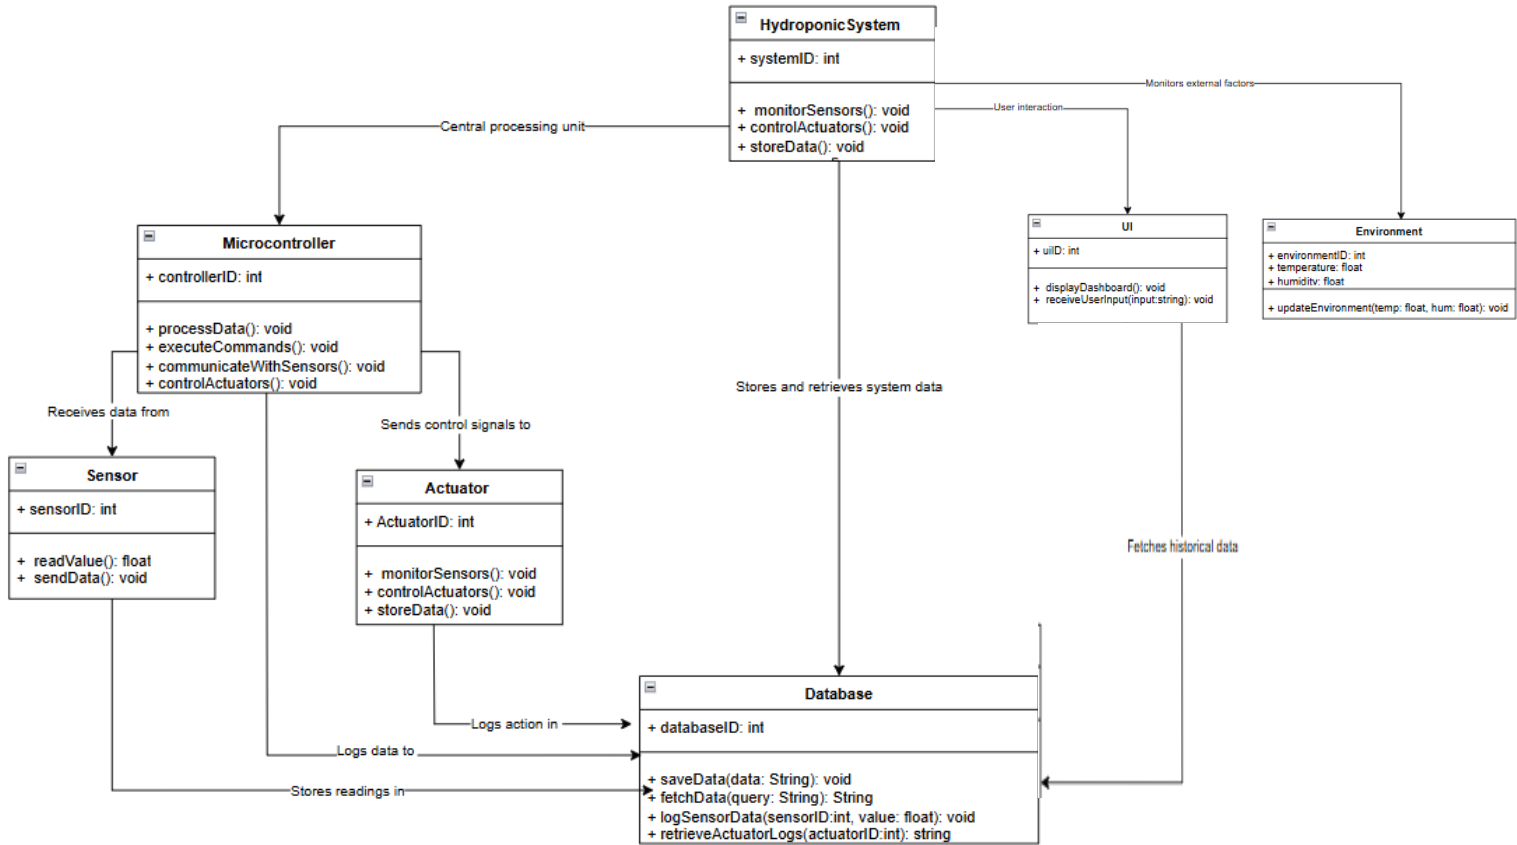 HydroponicSystem
+ systemID: int
+ monitorSensors(): void
+ controlActuators(): void
+ storeData(): void
Monitors external factors
User interaction
Central processing unit
Microcontroller
+ controllerID: int
+ processData(): void
+ executeCommands(): void
+ communicateWithSensors(): void
+ controlActuators(): void
UI
+ uiID: int
+ displayDashboard(): void
+ receiveUserInput(input:string): void
Environment
+ environmentID: int
+ temperature: float
+ humidity: float
+ updateEnvironment(temp: float, hum: float): void
Stores and retrieves system data
Receives data from
Sends control signals to
Sensor
+ sensorID: int
+ readValue(): float
+ sendData(): void
Actuator
+ ActuatorID: int
+ monitorSensors(): void
+ controlActuators(): void
+ storeData(): void
Fetches historical data
Logs action in
Logs data to
Stores readings in
Database
+ databaseID: int
+ saveData(data: String): void
+ fetchData(query: String): String
+ logSensorData(sensorID:int, value: float): void
+ retrieveActuatorLogs(actuatorID:int): string